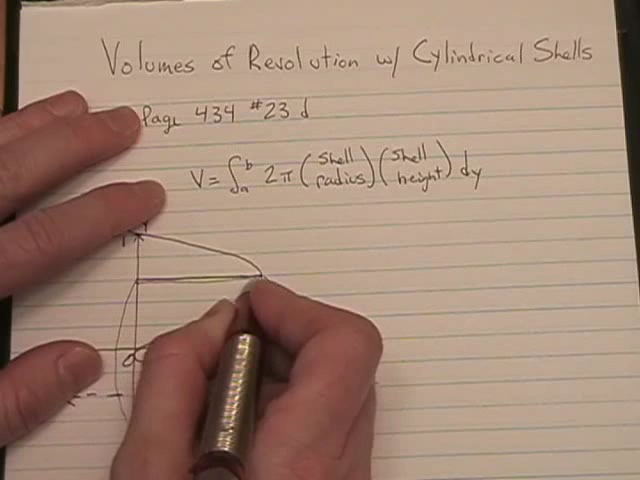 Volumes of Revolution w/ Cylindrical Shells
Page 434 #23 d
V = ∫ₐᵇ 2π (shell radius) (shell height) dy